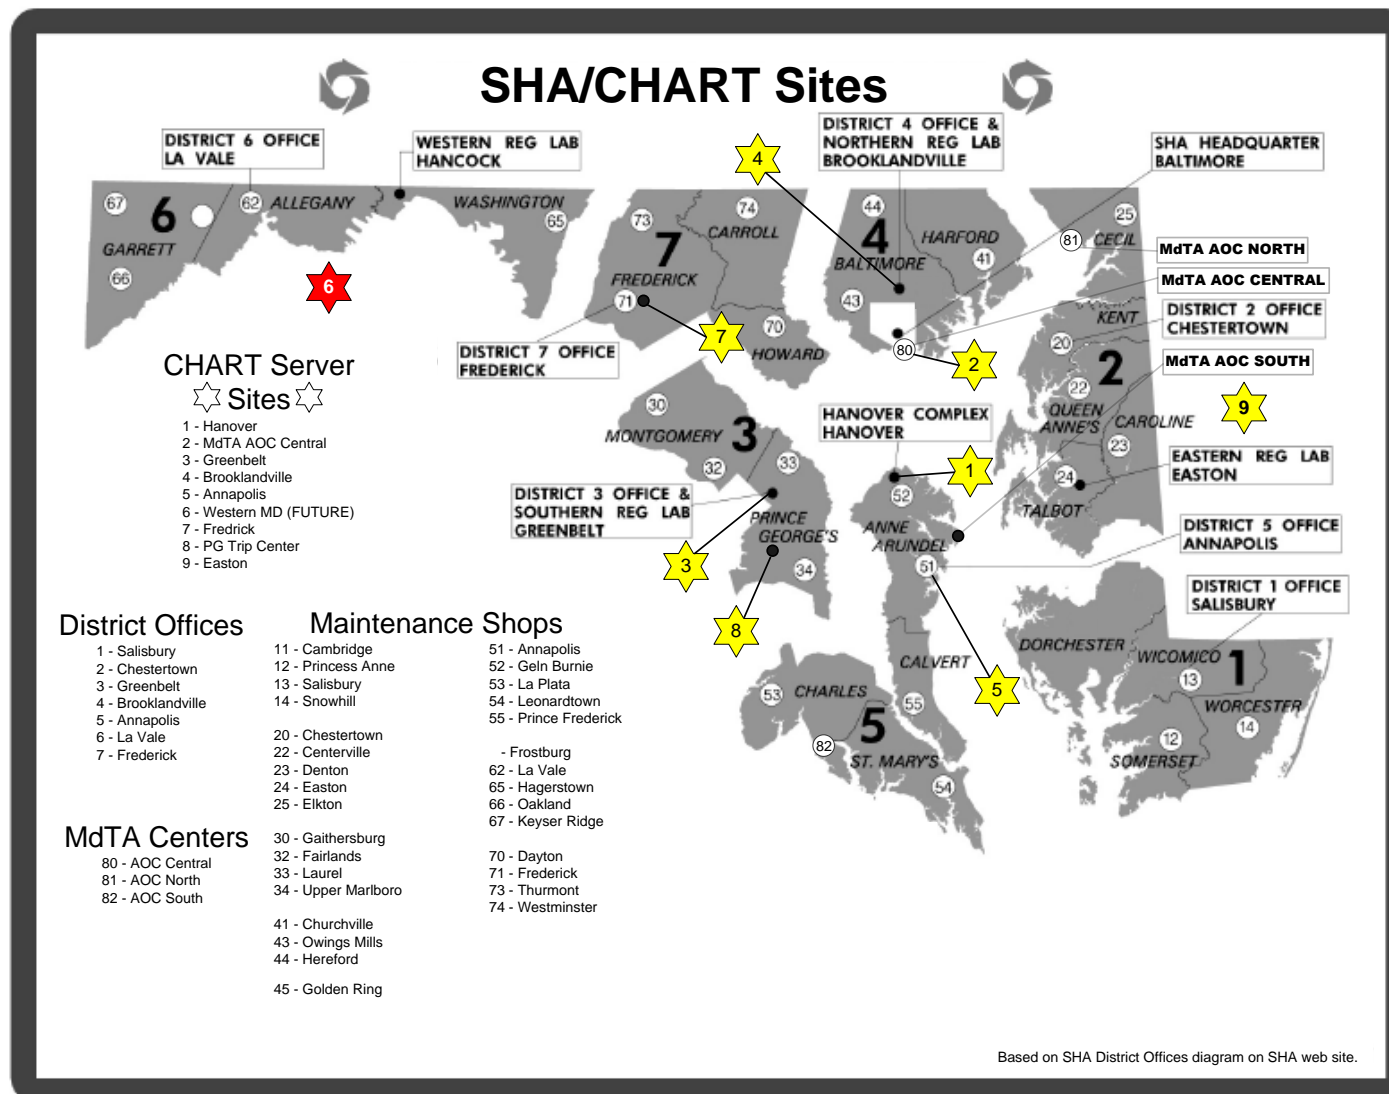 SHA/CHART Sites
DISTRICT 6 OFFICE
LA VALE
WESTERN REG LAB
HANCOCK
DISTRICT 4 OFFICE &
NORTHERN REG LAB
BROOKLANDVILLE
SHA HEADQUARTER
BALTIMORE
4
67
6
GARRETT
66
62
ALLEGANY
WASHINGTON
65
6
73
7
FREDERICK
71
74
CARROLL
70
HOWARD
7
DISTRICT 7 OFFICE
FREDERICK
44
4
BALTIMORE
43
HARFORD
41
80
2
25
81
CECIL
MdTA AOC NORTH
MdTA AOC CENTRAL
KENT
DISTRICT 2 OFFICE
CHESTERTOWN
20
2
MdTA AOC SOUTH
22
QUEEN
ANNE'S
CAROLINE
23
9
EASTERN REG LAB
EASTON
24
TALBOT
30
MONTGOMERY
3
32
33
DISTRICT 3 OFFICE &
SOUTHERN REG LAB
GREENBELT
PRINCE
GEORGE'S
34
3
8
HANOVER COMPLEX
HANOVER
1
52
ANNE
ARUNDEL
51
DISTRICT 5 OFFICE
ANNAPOLIS
DISTRICT 1 OFFICE
SALISBURY
5
CALVERT
55
53
CHARLES
5
82
ST. MARY'S
54
DORCHESTER
WICOMICO
1
13
WORCESTER
14
12
SOMERSET
CHART Server
Sites
1 - Hanover
2 - MdTA AOC Central
3 - Greenbelt
4 - Brooklandville
5 - Annapolis
6 - Western MD (FUTURE)
7 - Fredrick
8 - PG Trip Center
9 - Easton
District Offices
1 - Salisbury
2 - Chestertown
3 - Greenbelt
4 - Brooklandville
5 - Annapolis
6 - La Vale
7 - Frederick
MdTA Centers
80 - AOC Central
81 - AOC North
82 - AOC South
Maintenance Shops
11 - Cambridge
12 - Princess Anne
13 - Salisbury
14 - Snowhill
20 - Chestertown
22 - Centerville
23 - Denton
24 - Easton
25 - Elkton
30 - Gaithersburg
32 - Fairlands
33 - Laurel
34 - Upper Marlboro
41 - Churchville
43 - Owings Mills
44 - Hereford
45 - Golden Ring
51 - Annapolis
52 - Geln Burnie
53 - La Plata
54 - Leonardtown
55 - Prince Frederick
- Frostburg
62 - La Vale
65 - Hagerstown
66 - Oakland
67 - Keyser Ridge
70 - Dayton
71 - Frederick
73 - Thurmont
74 - Westminster
Based on SHA District Offices diagram on SHA web site.